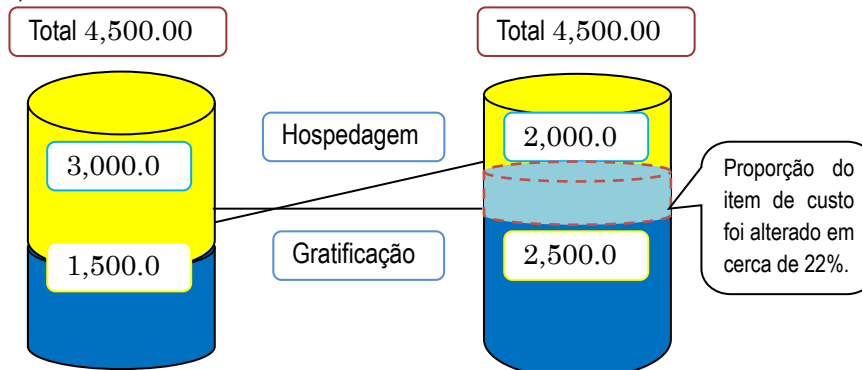 Total 4,500.00
Total 4,500.00
Hospedagem
3,000.0
2,000.0
Proporção do
item de custo
foi alterado em
cerca de 22%.
1,500.0
Gratificação
2,500.0